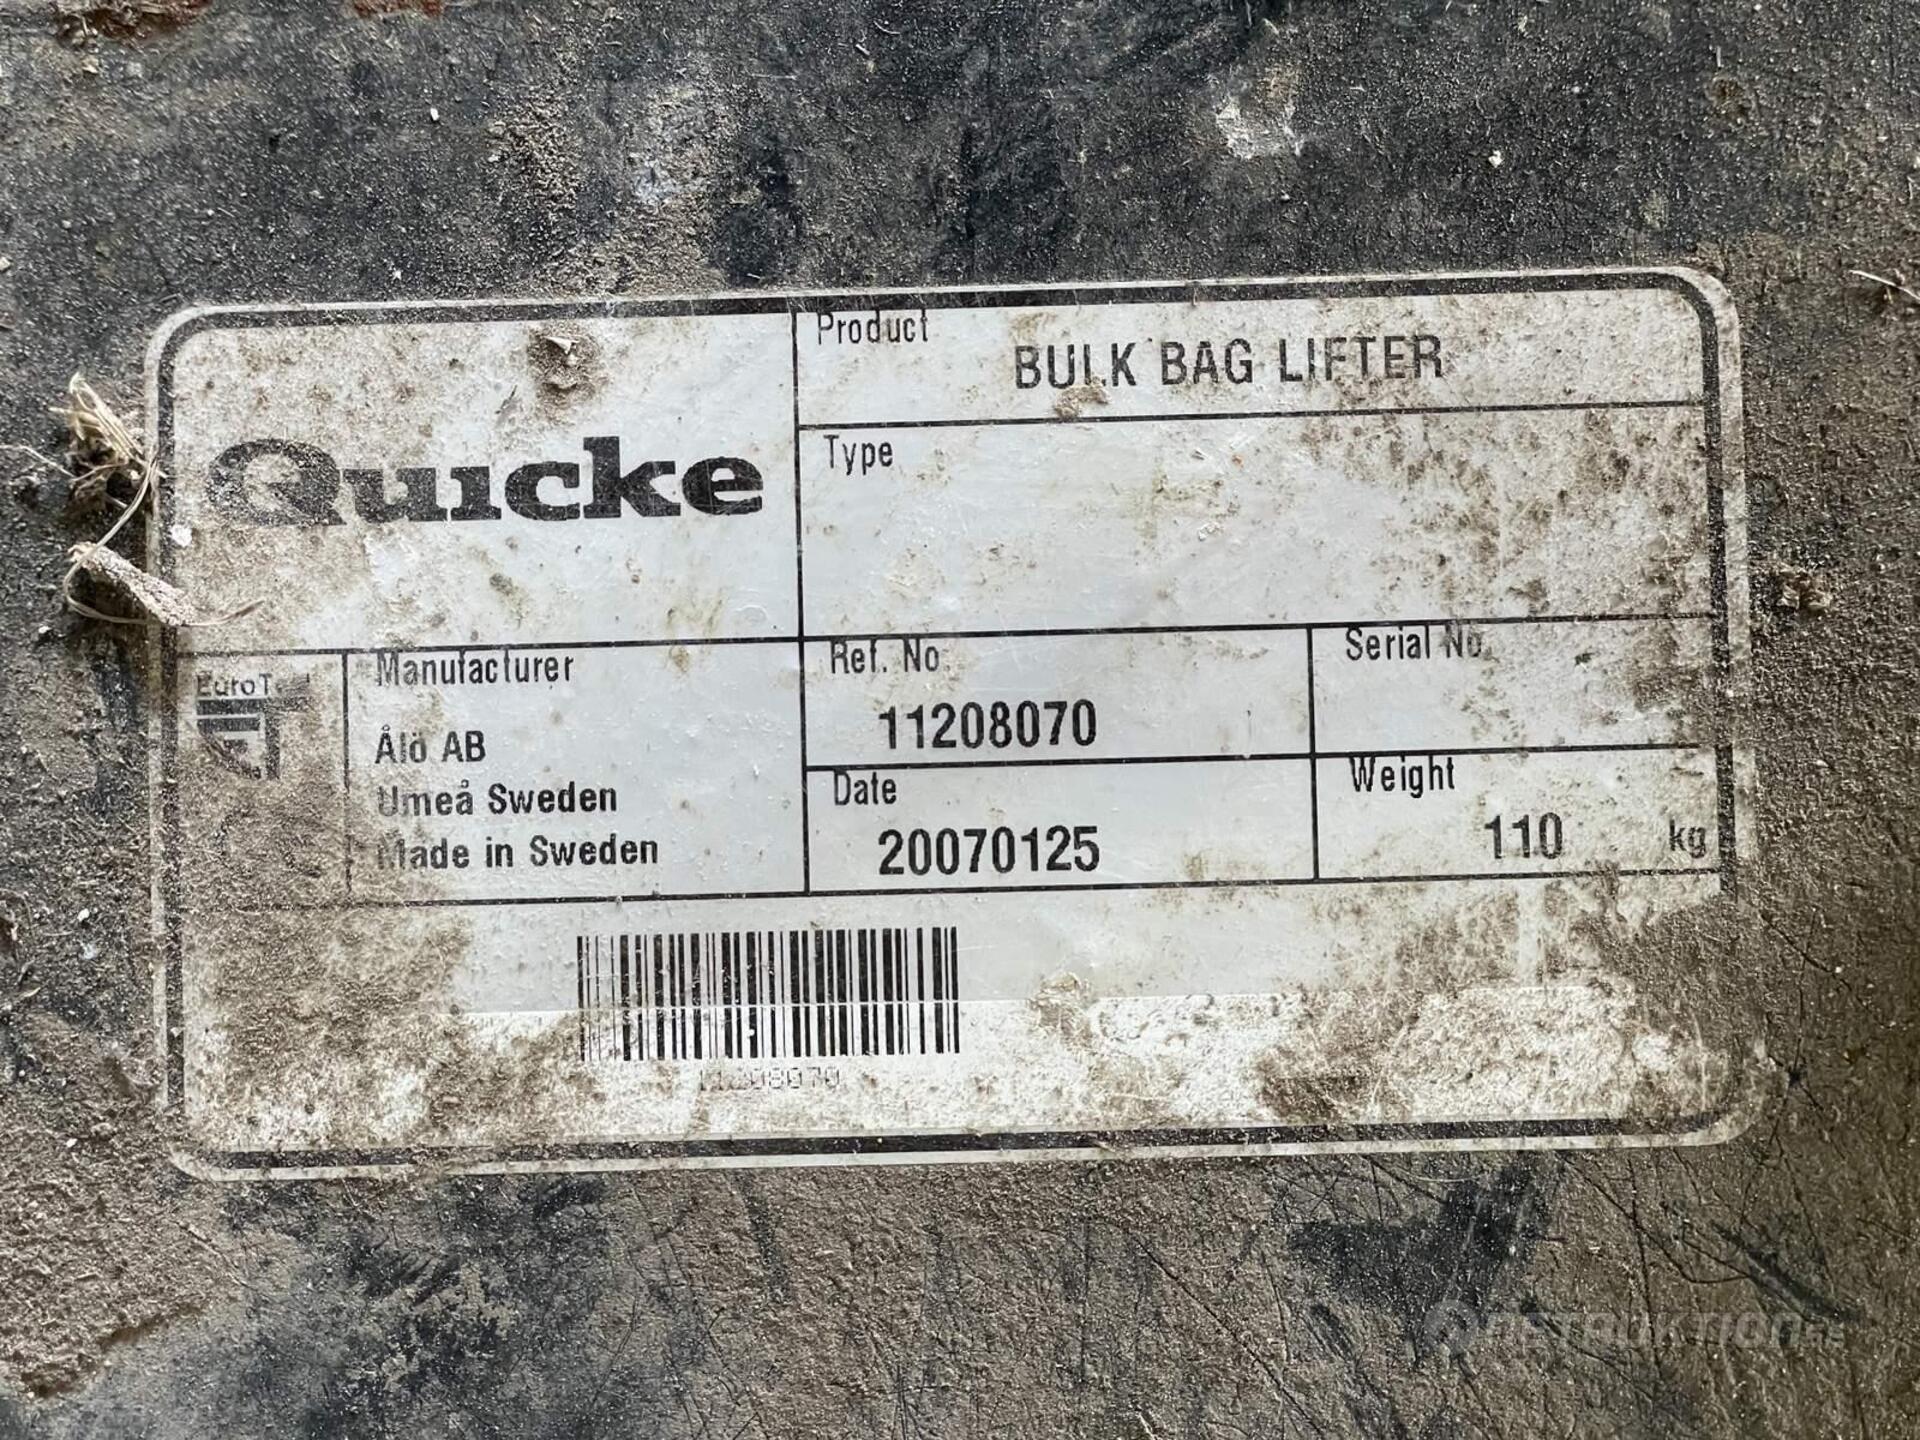 Quicke
Product
BULK BAG LIFTER
Type
Manufacturer
Ålö AB
Umeå Sweden
Made in Sweden
Ref. No
11208070
Serial No.
Date
20070125
Weight
110 kg
11208070